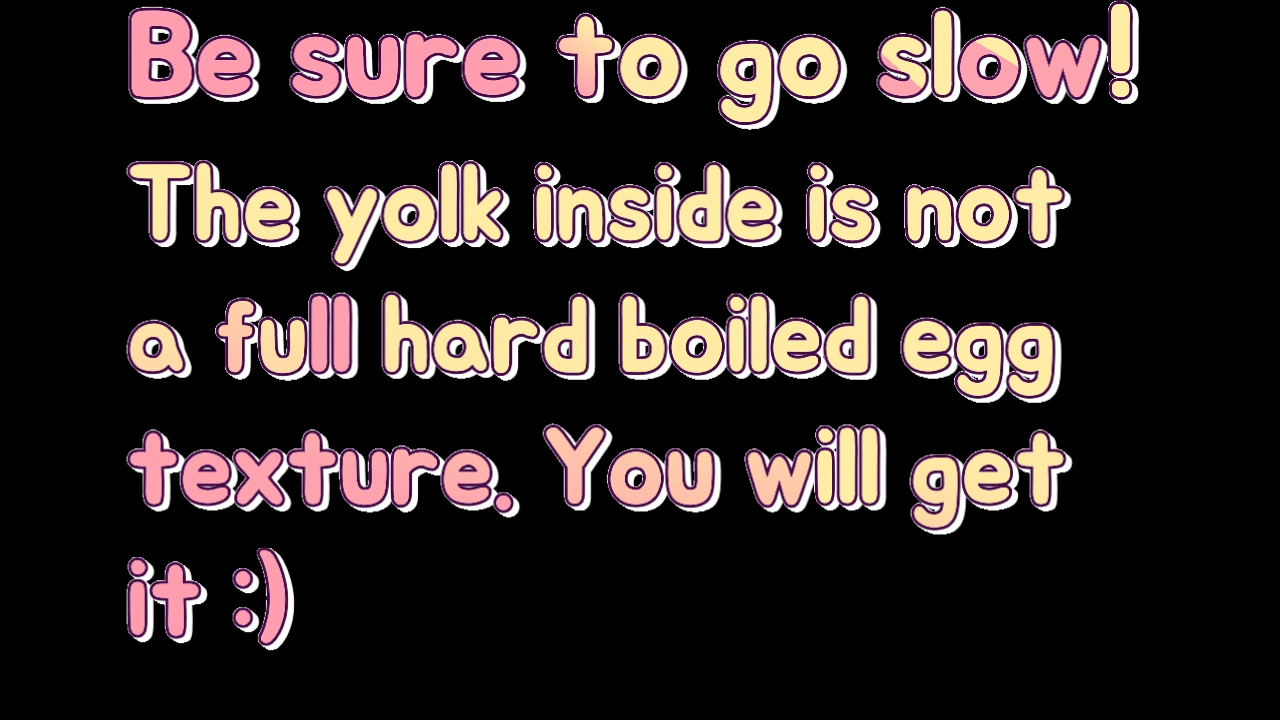 Be sure to go slow!
The yolk inside is not
a full hard boiled egg
texture. You will get
it :)